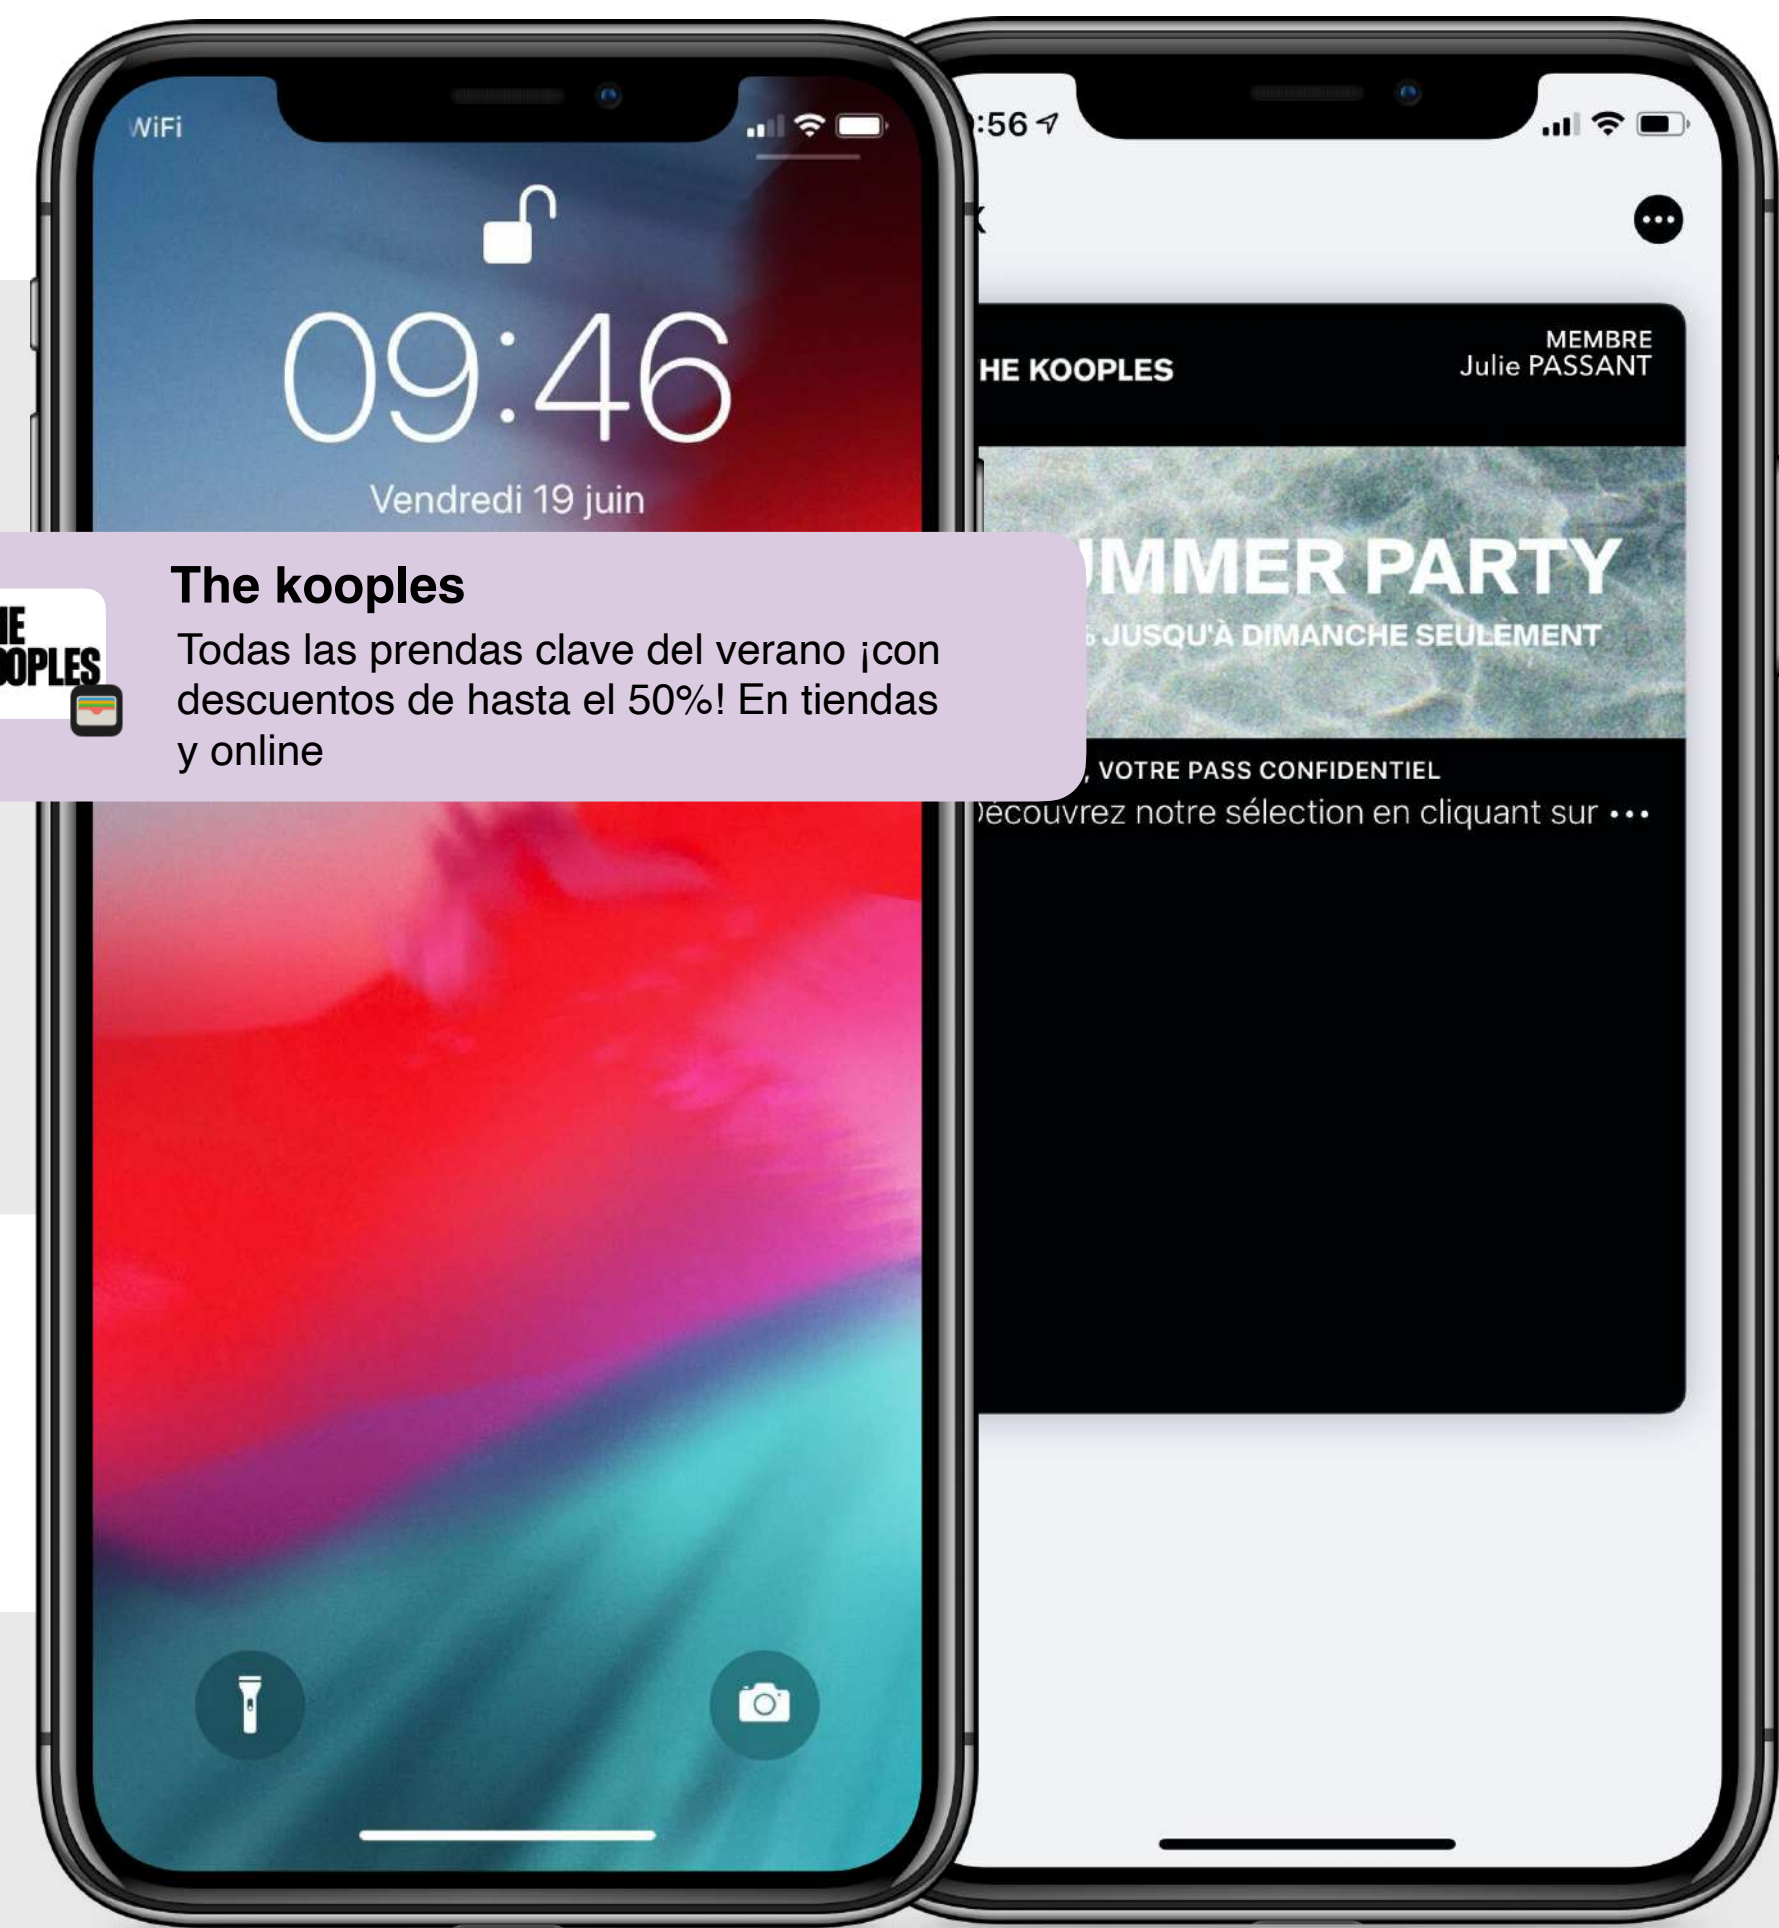 WiFi
09:46
Vendredi 19 juin
The kooples
Todas las prendas clave del verano ¡con
descuentos de hasta el 50%! En tiendas
y online
:56
HE KOOPLES
MEMBRE
Julie PASSANT
MMER PARTY
JUSQU'À DIMANCHE SEULEMENT
, VOTRE PASS CONFIDENTIEL
écouvrez notre sélection en cliquant sur •••